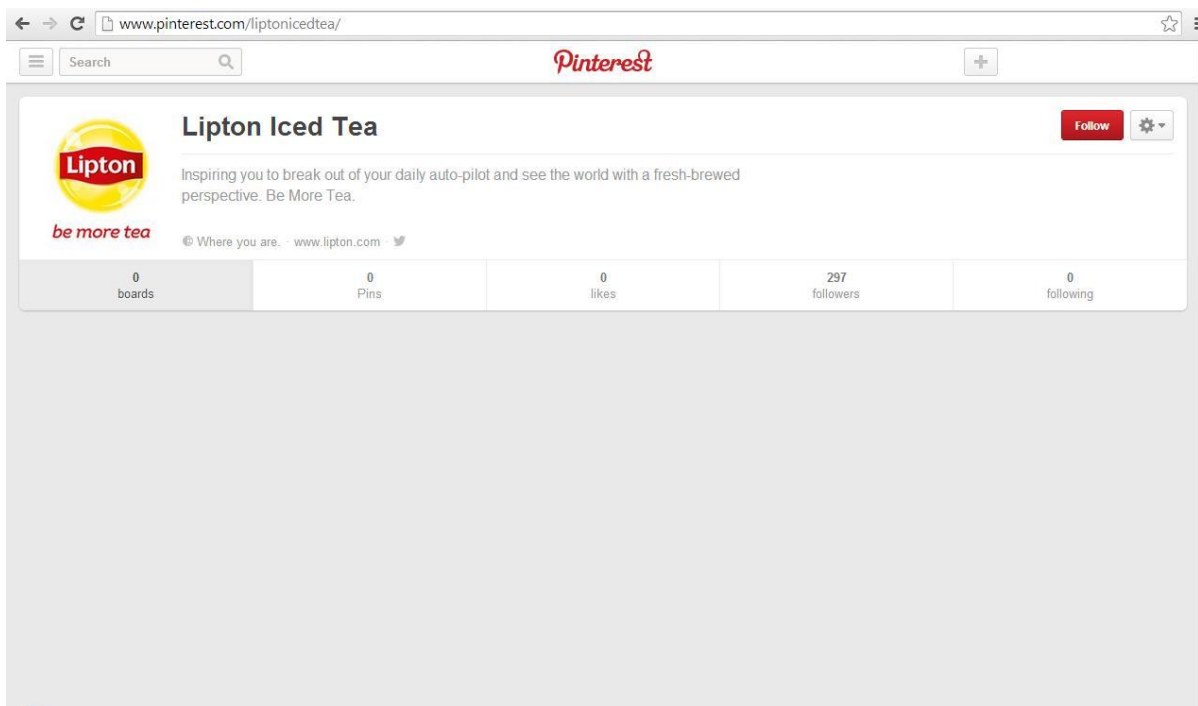 www.pinterest.com/liptonicedtea/
Search
Pinterest
Lipton Iced Tea
Follow
Lipton
Inspiring you to break out of your daily auto-pilot and see the world with a fresh-brewed
perspective. Be More Tea.
be more tea
Where you are. · www.lipton.com ·
0
boards
0
Pins
0
likes
297
followers
0
following